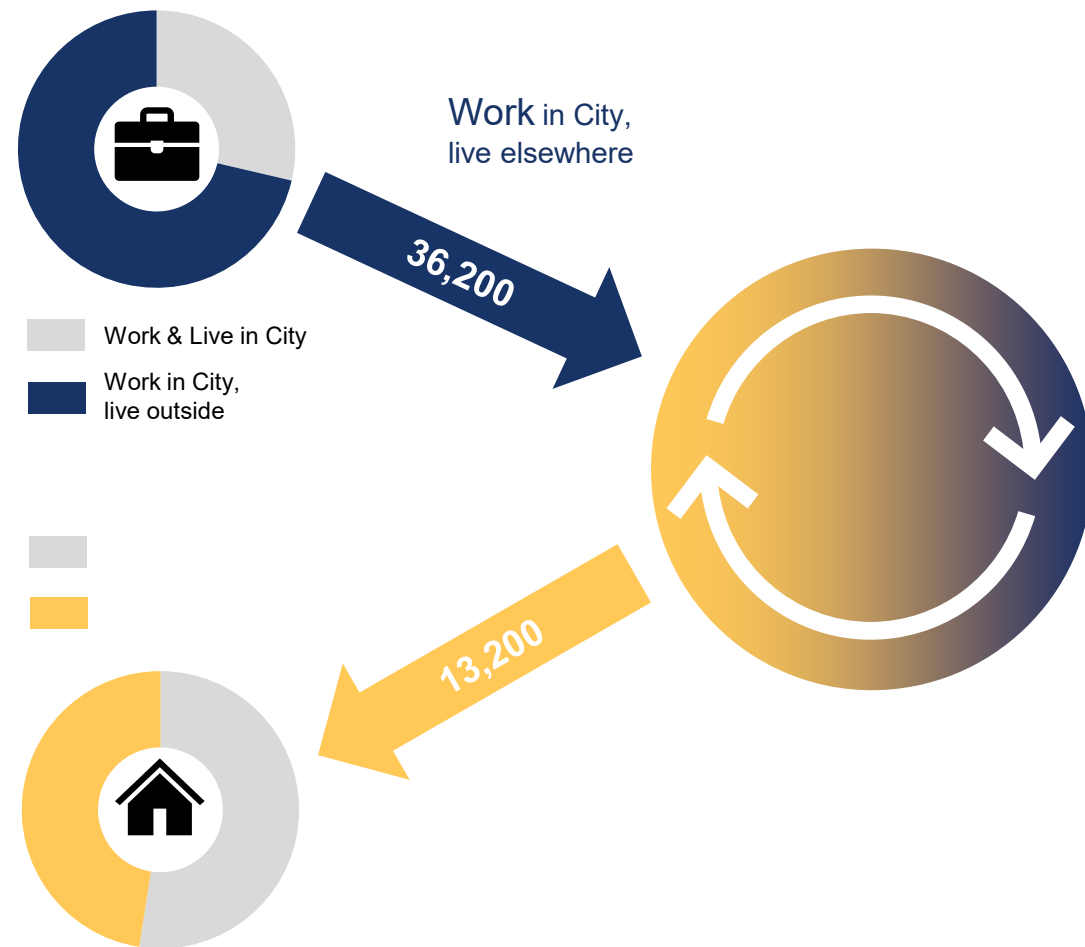 Work in City,
live elsewhere
36,200
Work & Live in City
Work in City,
live outside
13,200